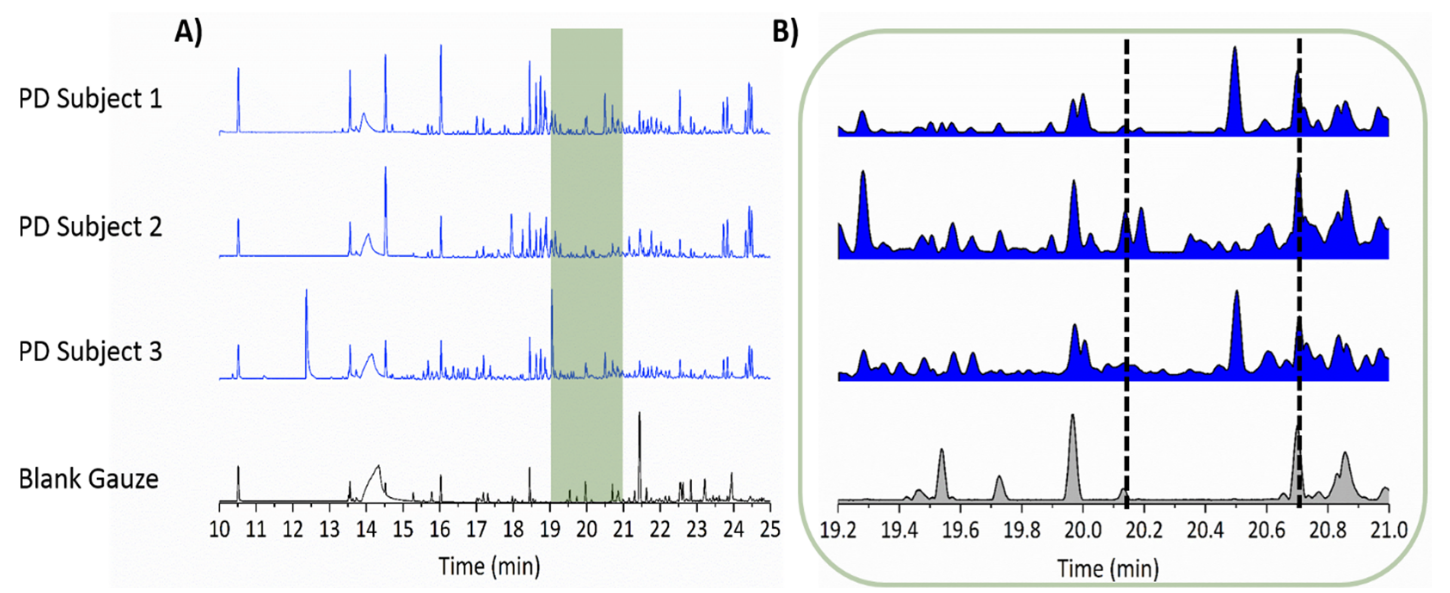 A)
B)
PD Subject 1
PD Subject 2
PD Subject 3
Blank Gauze
10 11 12 13 14 15 16 17 18 19 20 21 22 23 24 25
Time (min)
19.2 19.4 19.6 19.8 20.0 20.2 20.5 20.7 20.8 21.0
Time (min)